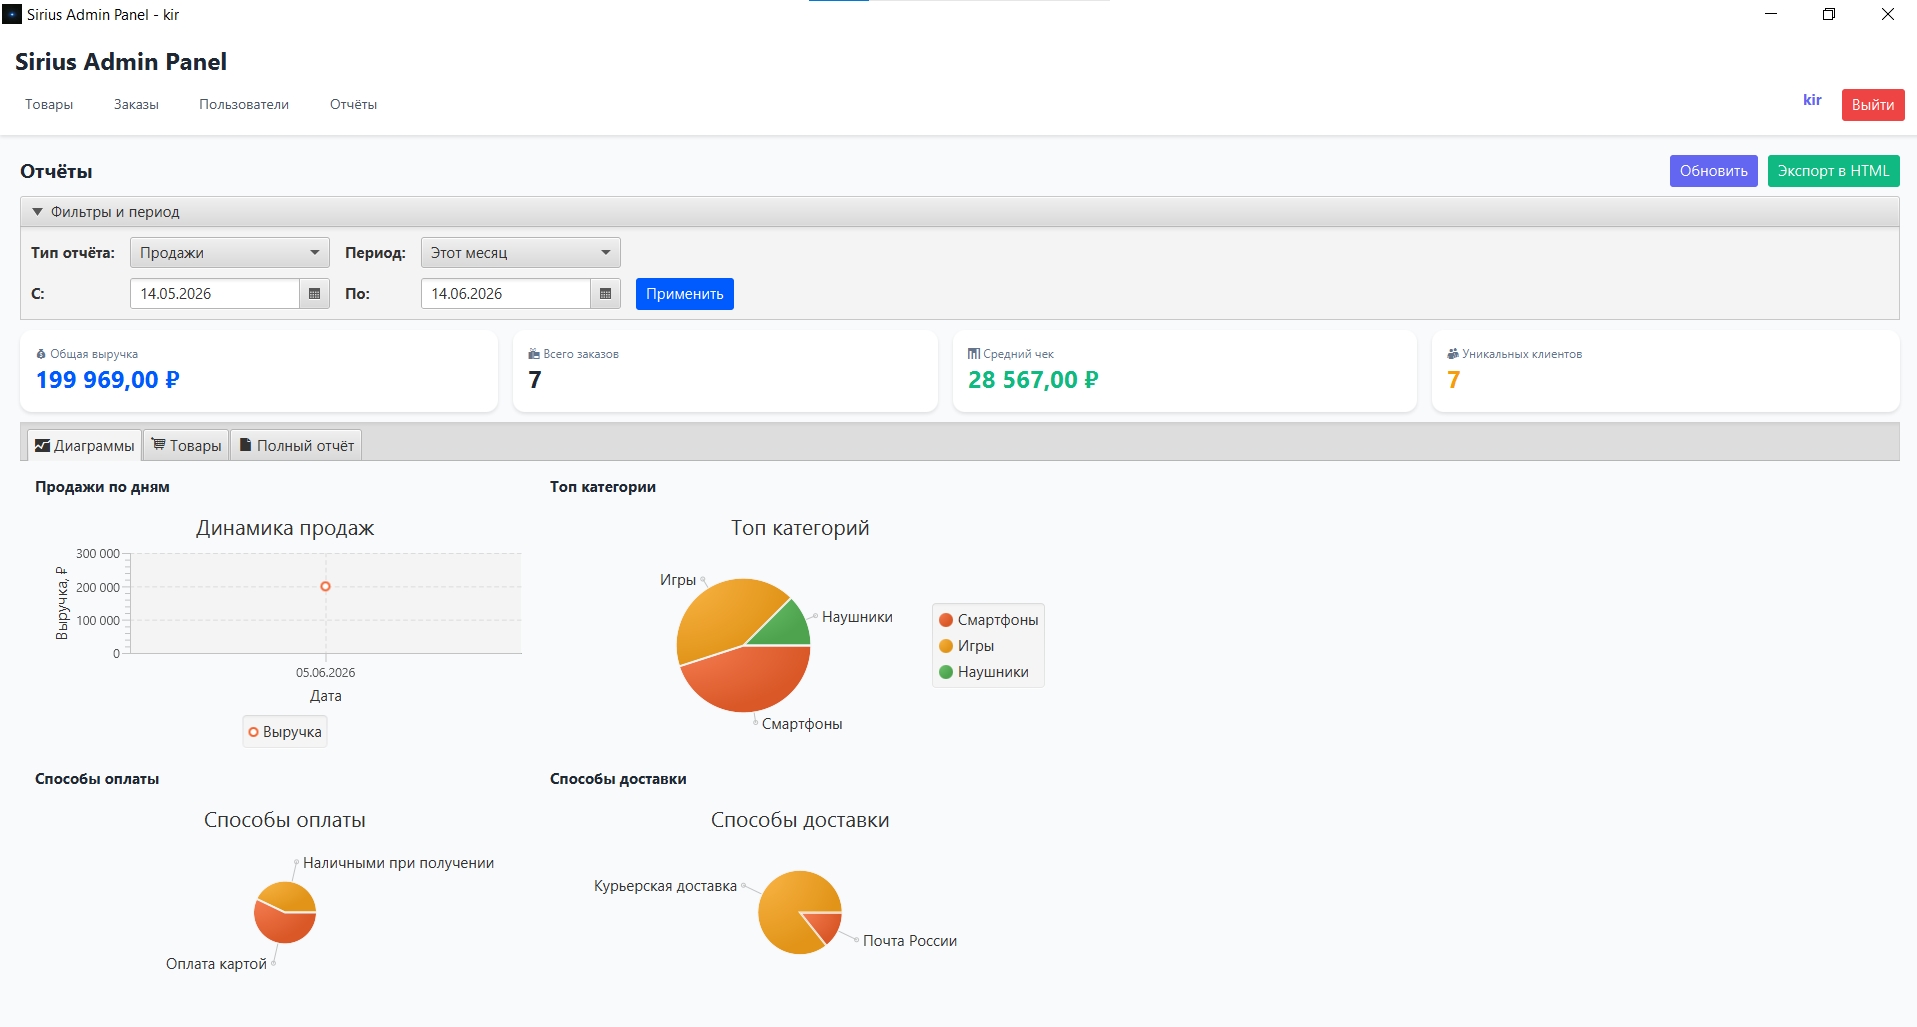 Sirius Admin Panel - kir
Sirius Admin Panel
Товары Заказы Пользователи Отчёты kir Выйти
Отчёты Обновить Экспорт в HTML
Фильтры и период
Тип отчёта: Продажи Период: Этот месяц
С: 14.05.2026 По: 14.06.2026 Применить
Общая выручка Всего заказов Средний чек Уникальных клиентов
199 969,00 ₽ 7 28 567,00 ₽ 7
Диаграммы Товары Полный отчёт
Продажи по дням
Динамика продаж
Выручка, ₽
300 000
200 000
100 000
0
05.06.2026
Дата
Выручка
Топ категории
Топ категорий
Игры
Наушники
Смартфоны
Смартфоны
Игры
Наушники
Способы оплаты
Способы оплаты
Наличными при получении
Оплата картой
Способы доставки
Способы доставки
Курьерская доставка
Почта России